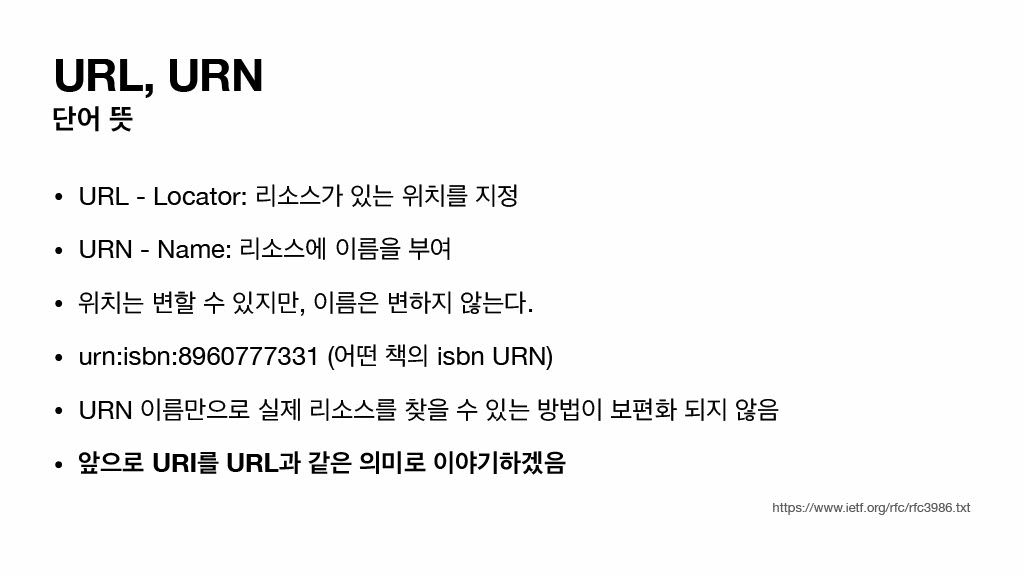 URL, URN
단어 뜻
• URL - Locator: 리소스가 있는 위치를 지정
• URN - Name: 리소스에 이름을 부여
• 위치는 변할 수 있지만, 이름은 변하지 않는다.
• urn:isbn:8960777331 (어떤 책의 isbn URN)
• URN 이름만으로 실제 리소스를 찾을 수 있는 방법이 보편화 되지 않음
• 앞으로 URI를 URL과 같은 의미로 이야기하겠음
https://www.ietf.org/rfc/rfc3986.txt